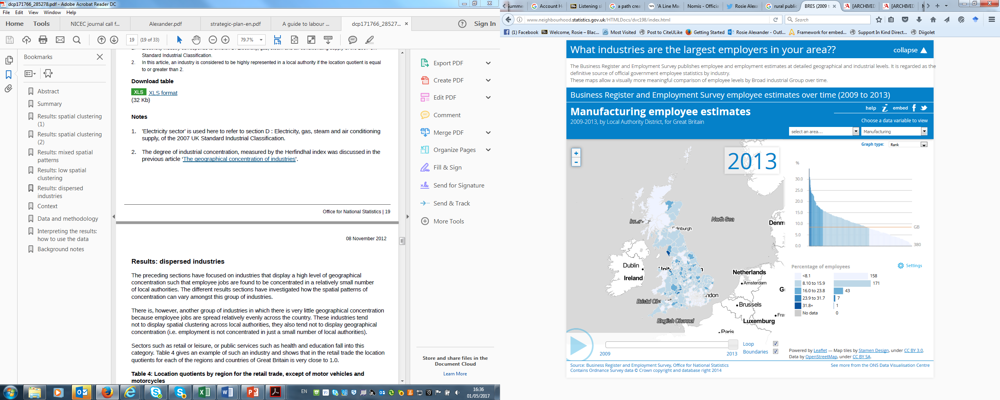 dcp171766_285278.pdf - Adobe Acrobat Reader DC
File Edit View Window Help
Home Tools NICEC journal call f... Alexander.pdf strategic-plan-en.pdf A guide to labour ... dcp171766_28527... × Sign In
19 (19 of 33) 79.7%
Bookmarks
Abstract
Summary
Results: spatial clustering
(1)
Results: spatial clustering
(2)
Results: mixed spatial
patterns
Results: low spatial
clustering
Results: dispersed
industries
Context
Data and methodology
Interpreting the results:
how to use the data
Background notes
Standard Industrial Classification.
2. In this article, an industry is considered to be highly represented in a local authority if the location quotient is equal
to or greater than 2.
Download table
XLS XLS format
(32 Kb)
Notes
1. 'Electricity sector' is used here to refer to section D : Electricity, gas, steam and air conditioning
supply, of the 2007 UK Standard Industrial Classification.
2. The degree of industrial concentration, measured by the Herfindhal index was discussed in the
previous article ‘The geographical concentration of industries’.
Office for National Statistics | 19
08 November 2012
Results: dispersed industries
The preceding sections have focused on industries that display a high level of geographical
concentration such that employee jobs are found to be concentrated in a relatively small number
of local authorities. The different results sections have investigated how the spatial patterns of
concentration can vary amongst this group of industries.
There is, however, another group of industries in which there is very little geographical concentration
because employee jobs are spread relatively evenly across the country. These industries tend
not to display spatial clustering across local authorities, they also tend not to display geographical
concentration (i.e. employment is not concentrated in just a small number of local authorities).
Sectors such as retail or leisure, or public services such as health and education fall into this
category. Table 4 gives an example of such an industry and shows that in the retail trade the location
quotients for each of the regions and countries of Great Britain is very close to 1.0.
Table 4: Location quotients by region for the retail trade, except of motor vehicles and
motorcycles
Export PDF
Create PDF
Edit PDF
Comment
Merge PDF
Organize Pages
Fill & Sign
Send for Signature
Send & Track
More Tools
Store and share files in the
Document Cloud
Learn More
EN
16:36
01/05/2017
Summer Account H Listening sk a path crea 'A Line Ma Nomis - Officia Rosie Alexa rural public BRES (2009 t × [ARCHIVED [ARCHIVED
www.neighbourhood.statistics.gov.uk/HTMLDocs/dvc198/index.html Search
(1) Facebook Welcome, Rosie – Blac... Most Visited Post to CiteULike Getting Started Rosie Alexander - Outl... Framework for embed... Support In Kind Direct... Diigolet
What industries are the largest employers in your area?? collapse
The Business Register and Employment Survey publishes employee and employment estimates at detailed geographical and industrial levels. It is regarded as the
definitive source of official government employee statistics by industry.
These maps allow a visually more meaningful comparison of employee levels by Broad industrial Group over time.
Business Register and Employment Survey employee estimates over time (2009 to 2013)
help i embed
Manufacturing employee estimates
2009-2013, by Local Authority District, for Great Britain
Choose a data variable to view
select an area... Manufacturing
Graph type: Rank
+
-
2013
North Sea
Edinburgh
Denm
Dublin
Ireland
Netherlands
Amsterdam
Brussels
Luxemburg
English Channel
Paris
%
30.0
25.0
20.0
15.0
10.0
GB
5.0
0.0
380
Percentage of employees Settings
<8.1 158
8.10 to 15.9 171
16.0 to 23.8 43
23.9 to 31.7 7
31.8+ 1
No data 0
2009 2013
Loop
Boundaries
Powered by Leaflet — Map tiles by Stamen Design, under CC BY 3.0.
Data by OpenStreetMap, under CC BY SA.
Source: Business Register and Employment Survey, Office for National Statistics
Contains Ordnance Survey data © Crown copyright and database right 2014
See more from the ONS Data Visualisation Centre